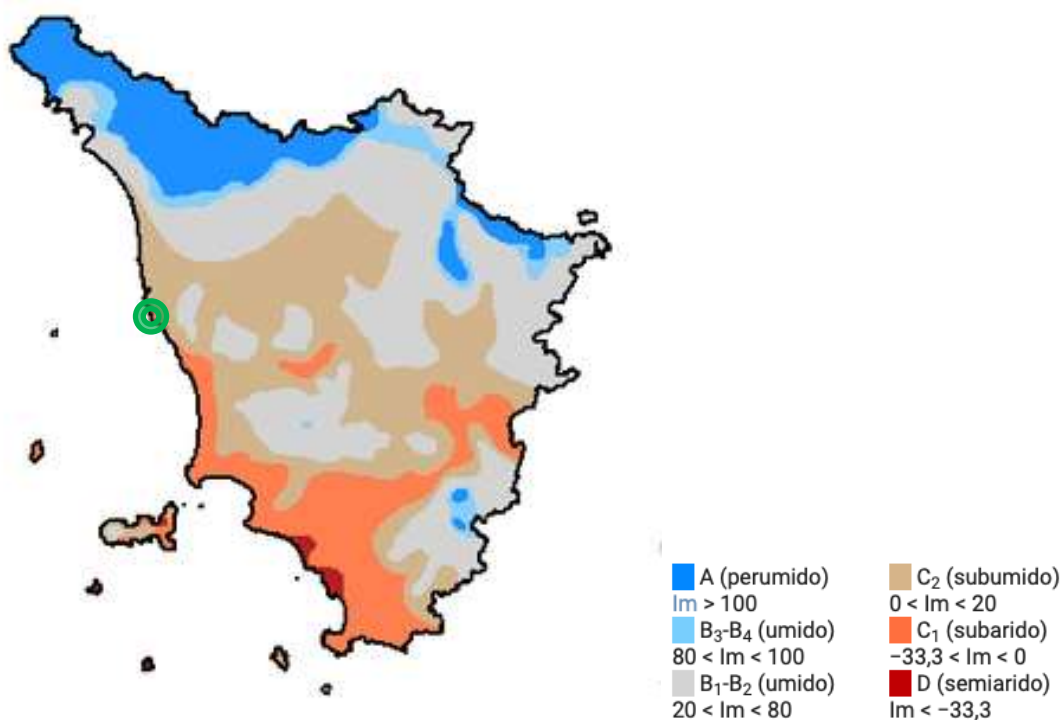 A (perumido)
Im > 100
B₃-B₄ (umido)
80 < Im < 100
B₁-B₂ (umido)
20 < Im < 80
C₂ (subumido)
0 < Im < 20
C₁ (subarido)
−33,3 < Im < 0
D (semiarido)
Im < −33,3